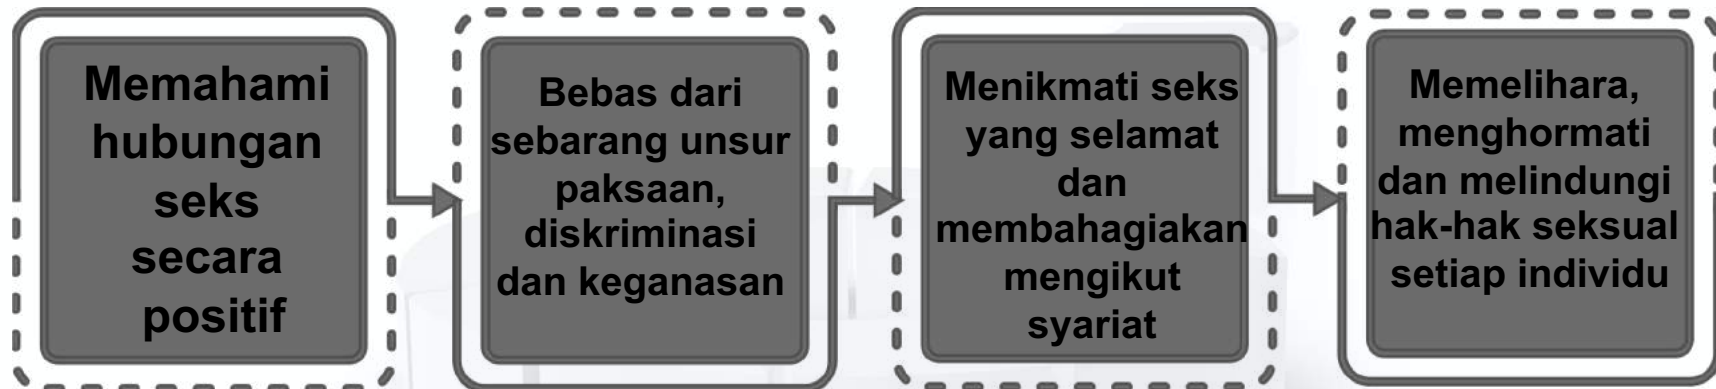 Memahami
hubungan
seks
secara
positif
Bebas dari
sebarang unsur
paksaan,
diskriminasi
dan keganasan
Menikmati seks
yang selamat
dan
membahagiakan
mengikut
syariat
Memelihara,
menghormati
dan melindungi
hak-hak seksual
setiap individu